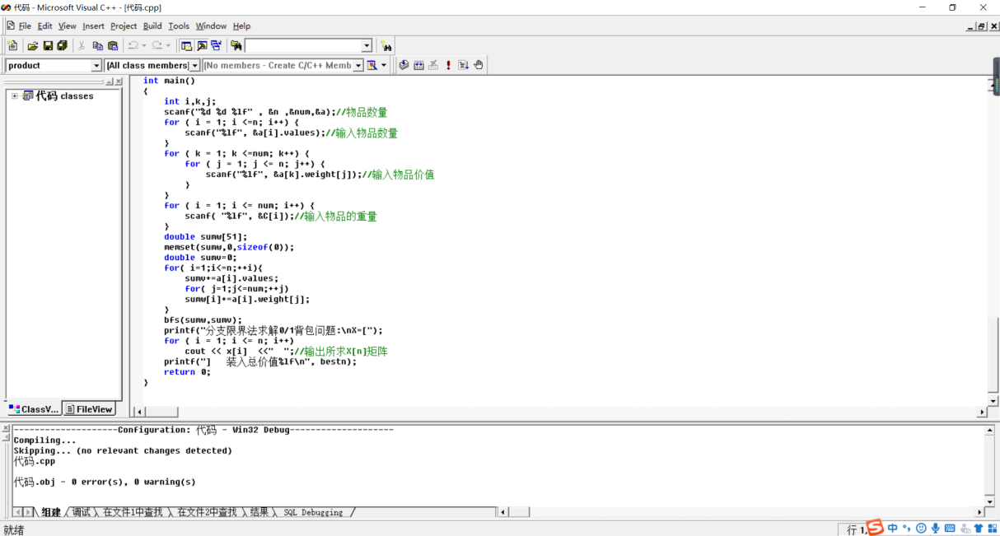 代码 - Microsoft Visual C++ - [代码.cpp]
File Edit View Insert Project Build Tools Window Help
product [All class members] [No members - Create C/C++ Memb
代码 classes
int main()
{
int i,k,j;
scanf("%d %d %lf" , &n ,&num,&a);//物品数量
for ( i = 1; i <=n; i++) {
scanf("%lf", &a[i].values);//输入物品数量
}
for ( k = 1; k <=num; k++) {
for ( j = 1; j <= n; j++) {
scanf("%lf", &a[k].weight[j]);//输入物品价值
}
}
for ( i = 1; i <= num; i++) {
scanf( "%lf", &C[i]);//输入物品的重量
}
double sumw[51];
memset(sumw,0,sizeof(0));
double sumv=0;
for( i=1;i<=n;++i){
sumv+=a[i].values;
for( j=1;j<=num;++j)
sumw[i]+=a[i].weight[j];
}
bfs(sumw,sumv);
printf("分支限界法求解0/1背包问题:\nX=[");
for ( i = 1; i <= n; i++)
cout << x[i] <<" ";//输出所求X[n]矩阵
printf("] 装入总价值%lf\n", bestn);
return 0;
}
ClassV... FileView
--------------------Configuration: 代码 - Win32 Debug--------------------
Compiling...
Skipping... (no relevant changes detected)
代码.cpp
代码.obj - 0 error(s), 0 warning(s)
组建 调试 在文件1中查找 在文件2中查找 结果 SQL Debugging
就绪 行 1, 中